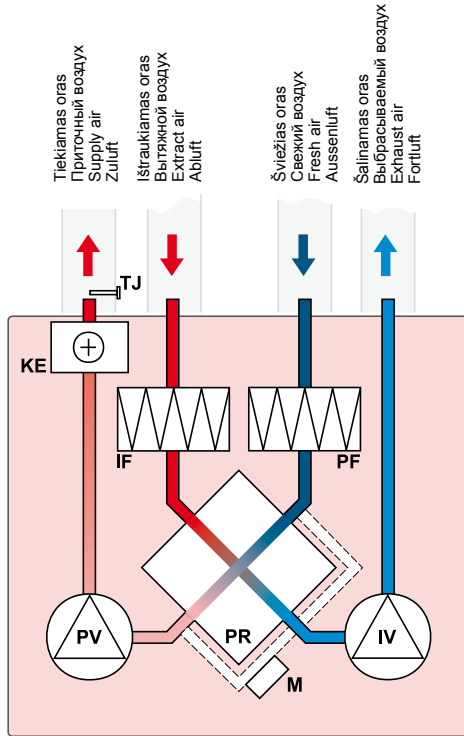 Tiekiamas oras
Приточный воздух
Supply air
Zuluft
Ištraukiamas oras
Вытяжной воздух
Extract air
Abluft
Šviežias oras
Свежий воздух
Fresh air
Aussenluft
Šalinamas oras
Выбрасываемый воздух
Exhaust air
Fortluft
TJ
KE
IF
PF
PV
PR
IV
M